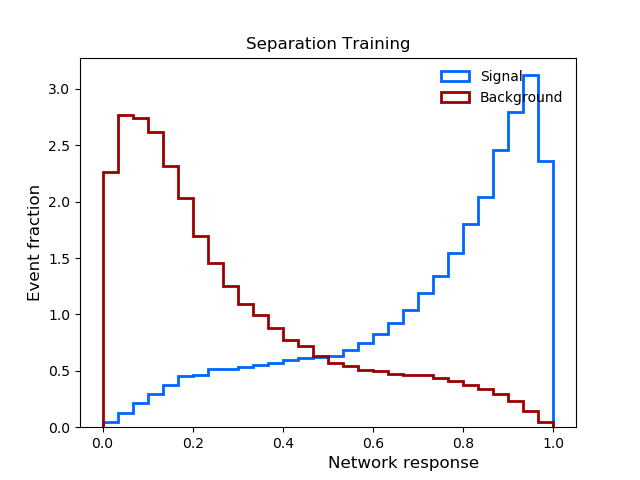 Separation Training
Signal
Background
Event fraction
3.0
2.5
2.0
1.5
1.0
0.5
0.0
0.0 0.2 0.4 0.6 0.8 1.0
Network response